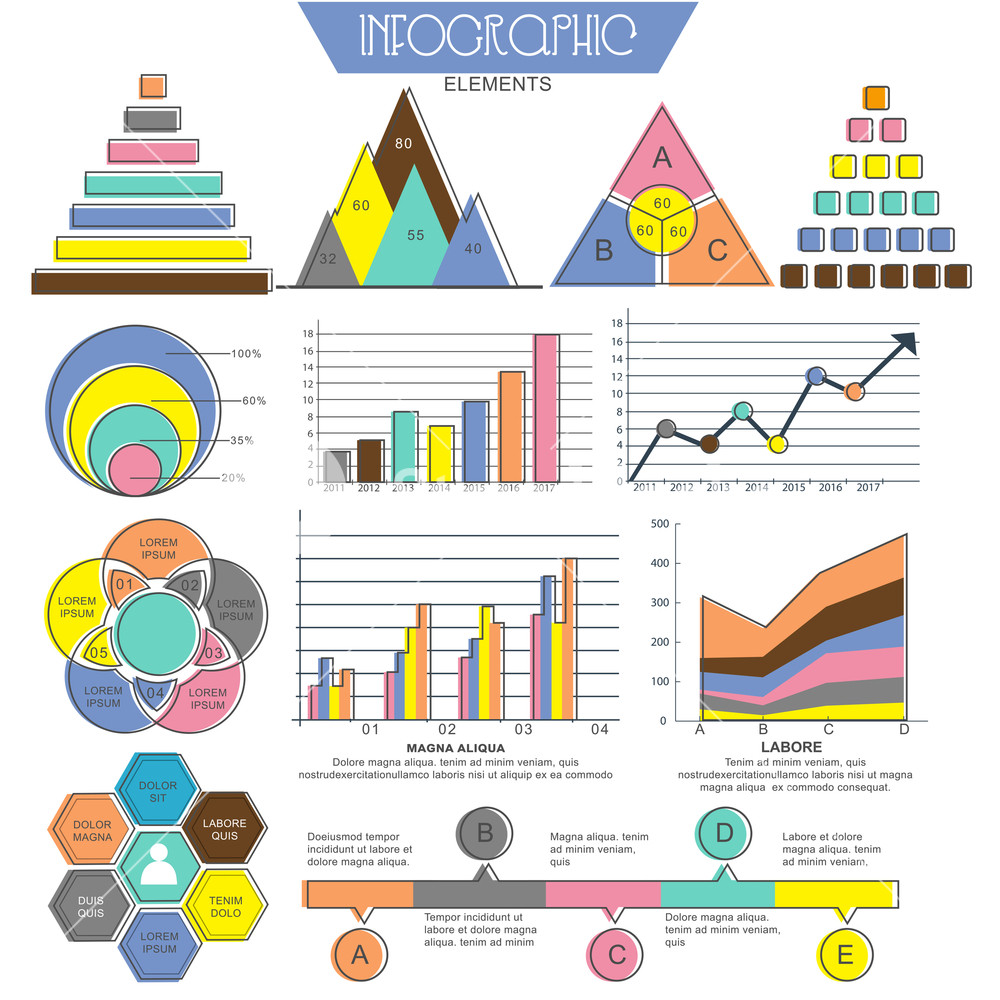 INFOGRAPHIC
ELEMENTS
80
60
55
32
40
A
60
60
60
B
C
100%
60%
35%
20%
18
16
14
12
10
8
6
4
2
0
2011
2012
2013
2014
2015
2016
2017
18
16
14
12
10
8
6
4
2
0
2011
2012
2013
2014
2015
2016
2017
LOREM
IPSUM
01
02
LOREM
IPSUM
LOREM
IPSUM
05
03
04
LOREM
IPSUM
LOREM
IPSUM
01
02
03
04
MAGNA ALIQUA
Dolore magna aliqua. tenim ad minim veniam, quis
nostrudexercitationullamco laboris nisi ut aliquip ex ea commodo
500
400
300
200
100
0
A
B
C
D
LABORE
Tenim ad minim veniam, quis
nostrudexercitationullamco laboris nisi ut magna
magna aliqua ex commodo consequat.
DOLOR
SIT
DOLOR
MAGNA
LABORE
QUIS
DUIS
QUIS
TENIM
DOLO
LOREM
IPSUM
Doeiusmod tempor
incididunt ut labore et
dolore magna aliqua.
B
Magna aliqua. tenim
ad minim veniam,
quis
D
Labore et dolore
magna aliqua. tenim
ad minim veniam,
A
Tempor incididunt ut
labore et dolore magna
aliqua. tenim ad minim
C
Dolore magna aliqua.
tenim ad minim veniam,
quis
E